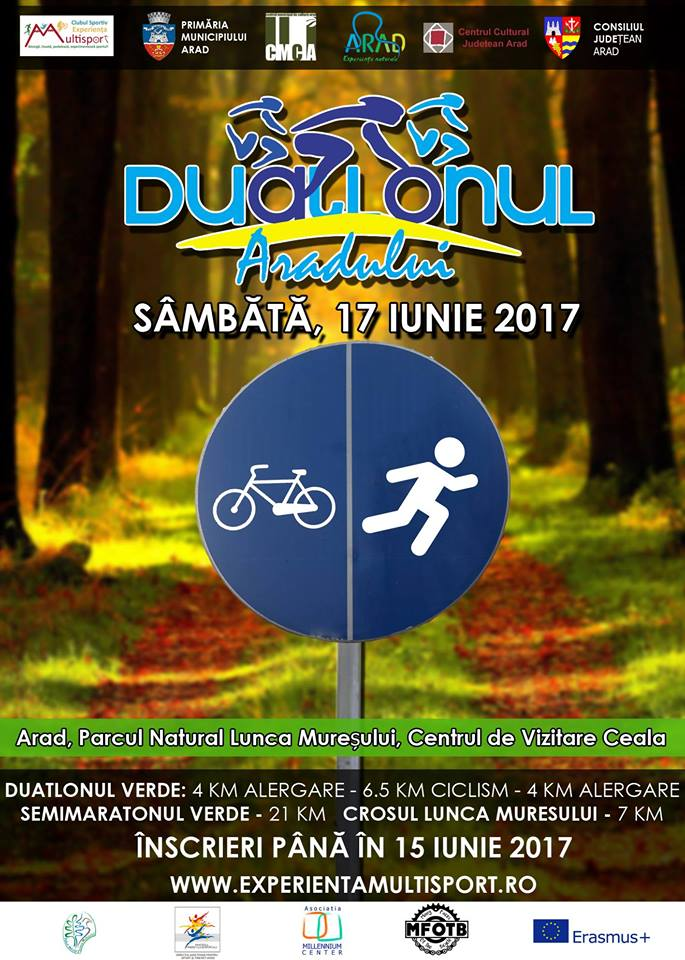 Clubul Sportiv
Experiența
Multisport
PRIMĂRIA
MUNICIPIULUI
ARAD
CMCA
ARAD
Experiențe naturale
Centrul Cultural
Județean Arad
CONSILIUL
JUDEȚEAN
ARAD
DUATLONUL
Aradului
SÂMBĂTĂ, 17 IUNIE 2017
Arad, Parcul Natural Lunca Mureșului, Centrul de Vizitare Ceala
DUATLONUL VERDE: 4 KM ALERGARE - 6.5 KM CICLISM - 4 KM ALERGARE
SEMIMARATONUL VERDE - 21 KM CROSUL LUNCA MURESULUI - 7 KM
ÎNSCRIERI PÂNĂ ÎN 15 IUNIE 2017
WWW.EXPERIENTAMULTISPORT.RO
Asociatia
MILLENNIUM
CENTER
MFOTB
Erasmus+